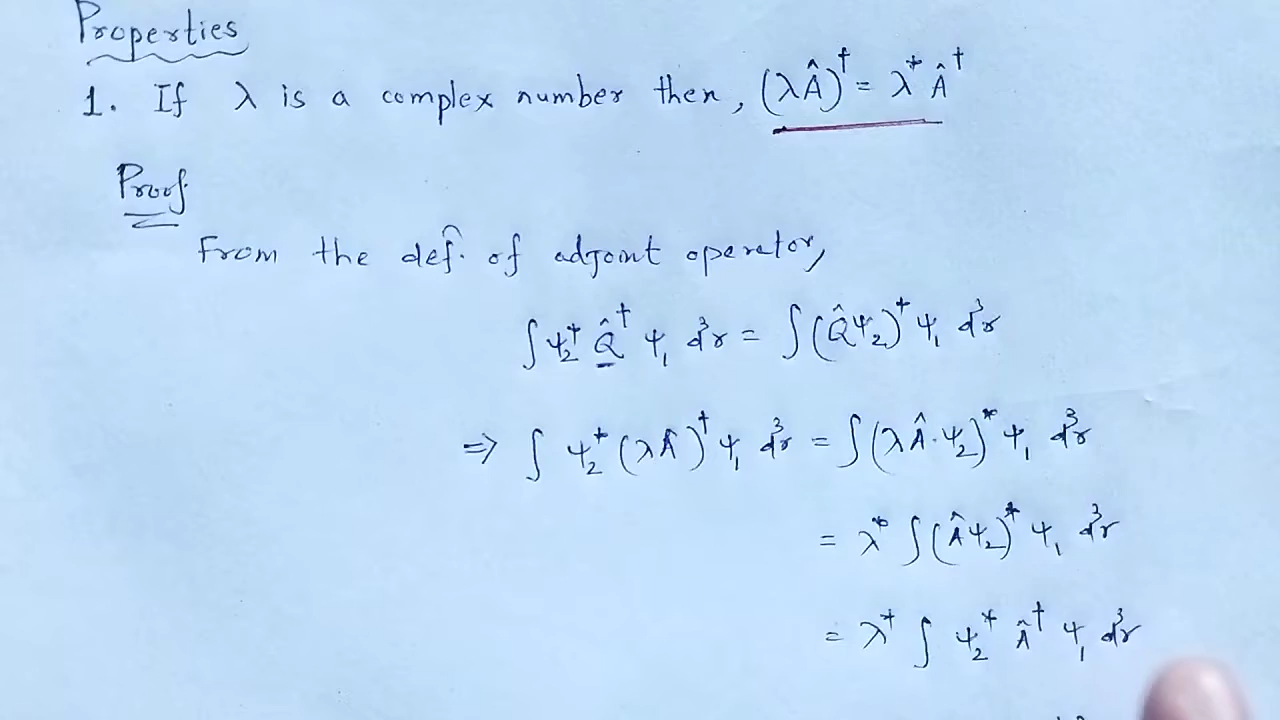 Properties
1. If λ is a complex number then, (λÂ)† = λ* Â†
Proof
From the def. of adjoint operator,
∫ψ₂* Q̂† ψ₁ d³r = ∫(Q̂ψ₂)* ψ₁ d³r
⇒ ∫ ψ₂* (λÂ)† ψ₁ d³r = ∫(λÂ.ψ₂)* ψ₁ d³r
= λ* ∫(Âψ₂)* ψ₁ d³r
= λ* ∫ ψ₂* Â† ψ₁ d³r